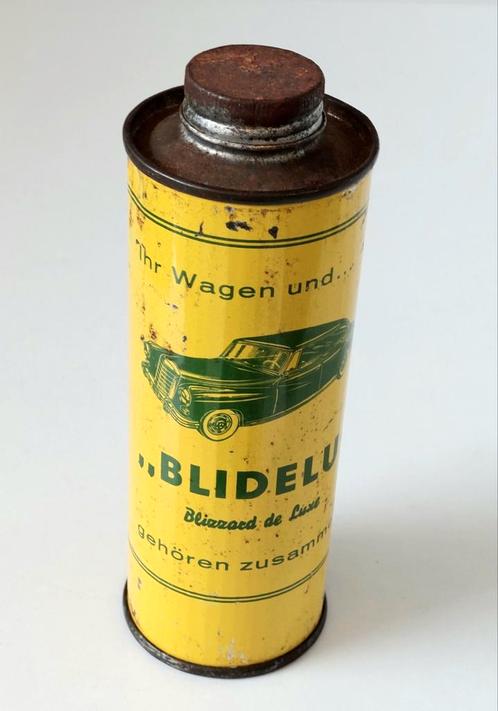 Ihr Wagen und...
„BLIDELU
Blizzard de Luxe
gehören zusamm